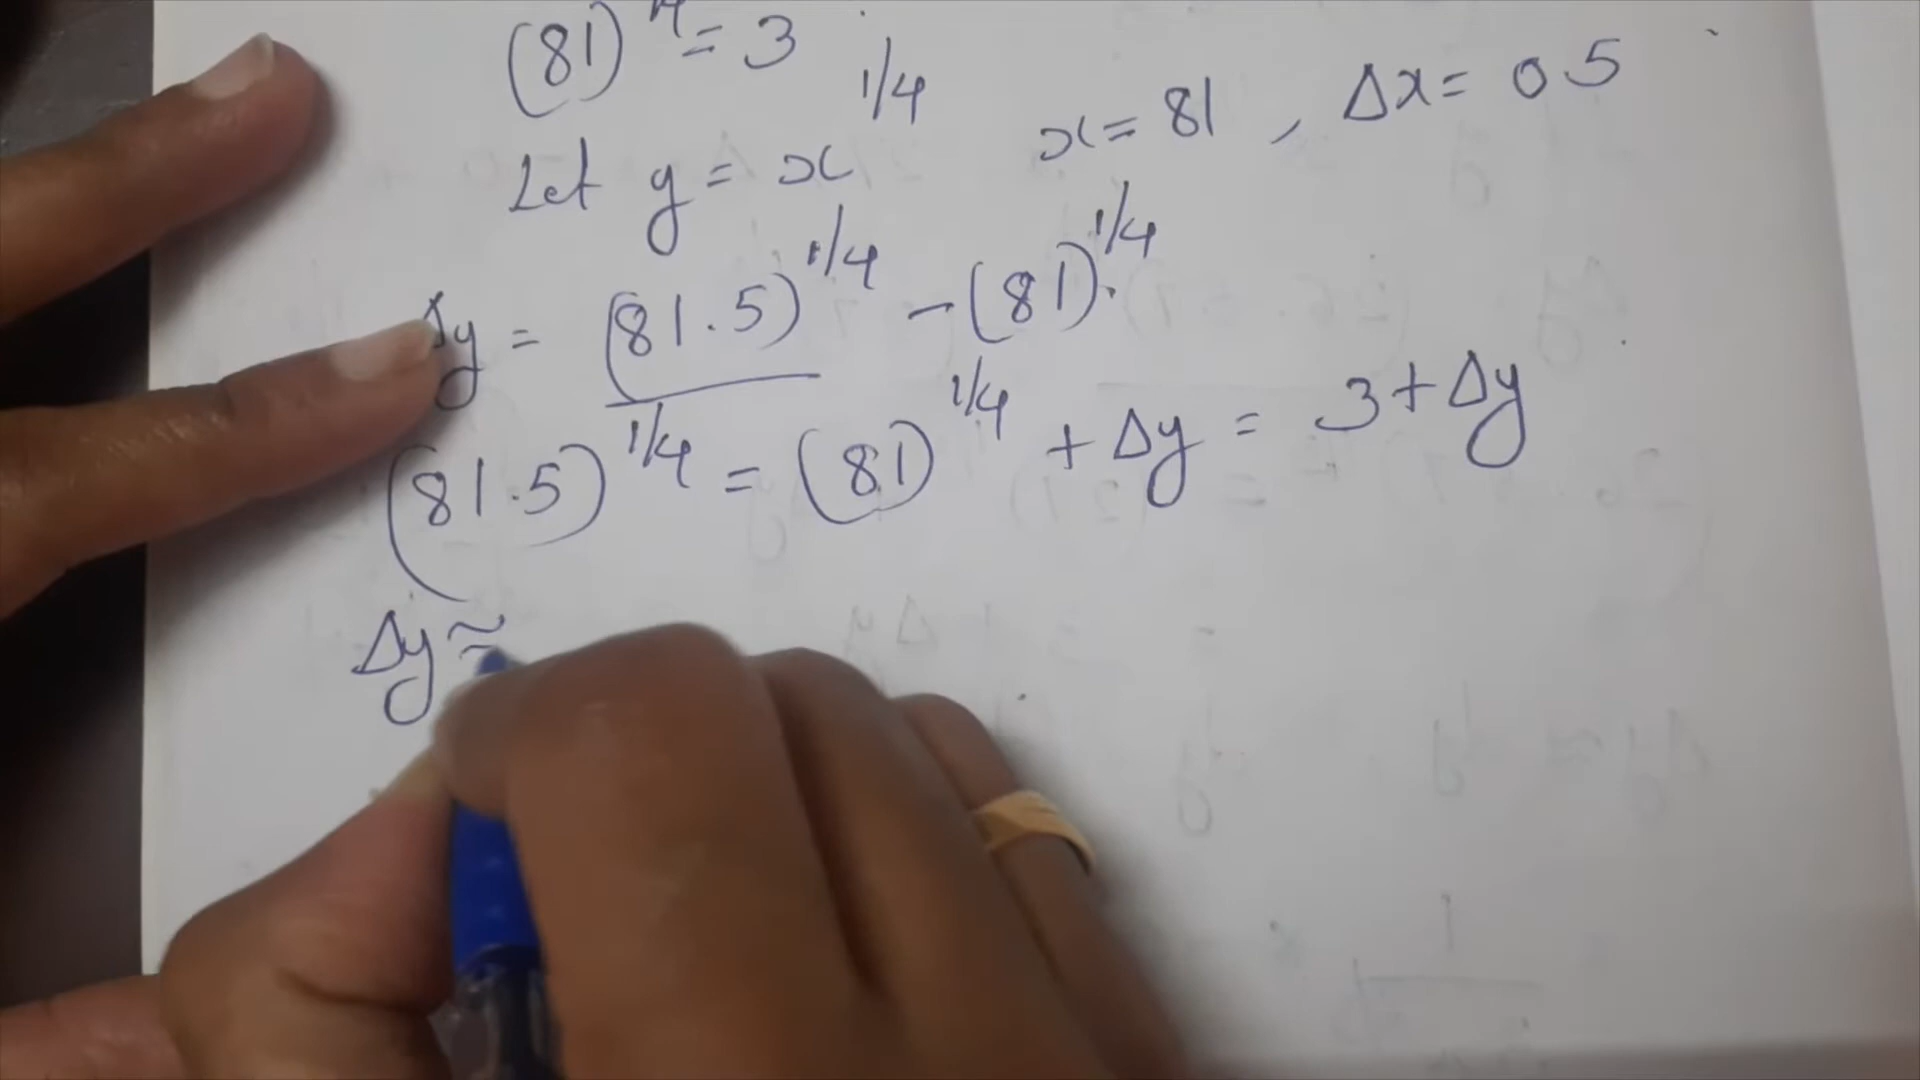 (81)^1/4 = 3
Let y = x^1/4 x = 81 , Δx = 0 5
Δy = (81.5)^1/4 - (81)^1/4
(81.5)^1/4 = (81)^1/4 + Δy = 3 + Δy
Δy ≈